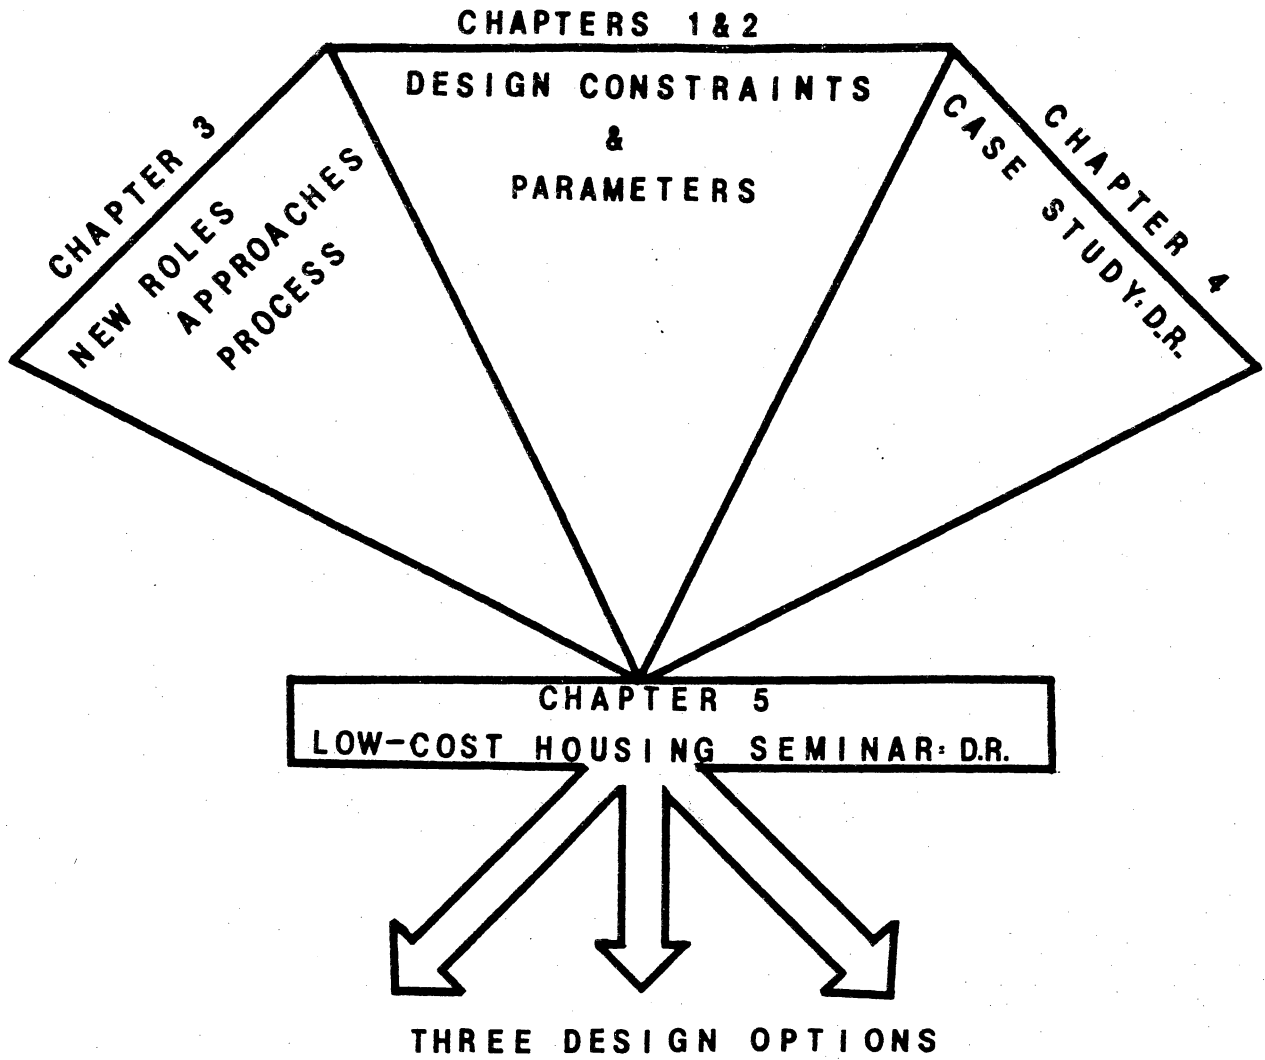 CHAPTERS 1&2
DESIGN CONSTRAINTS
&
PARAMETERS
CHAPTER 3
NEW ROLES
APPROACHES
PROCESS
CHAPTER 4
CASE STUDY: D.R.
CHAPTER 5
LOW-COST HOUSING SEMINAR: D.R.
THREE DESIGN OPTIONS